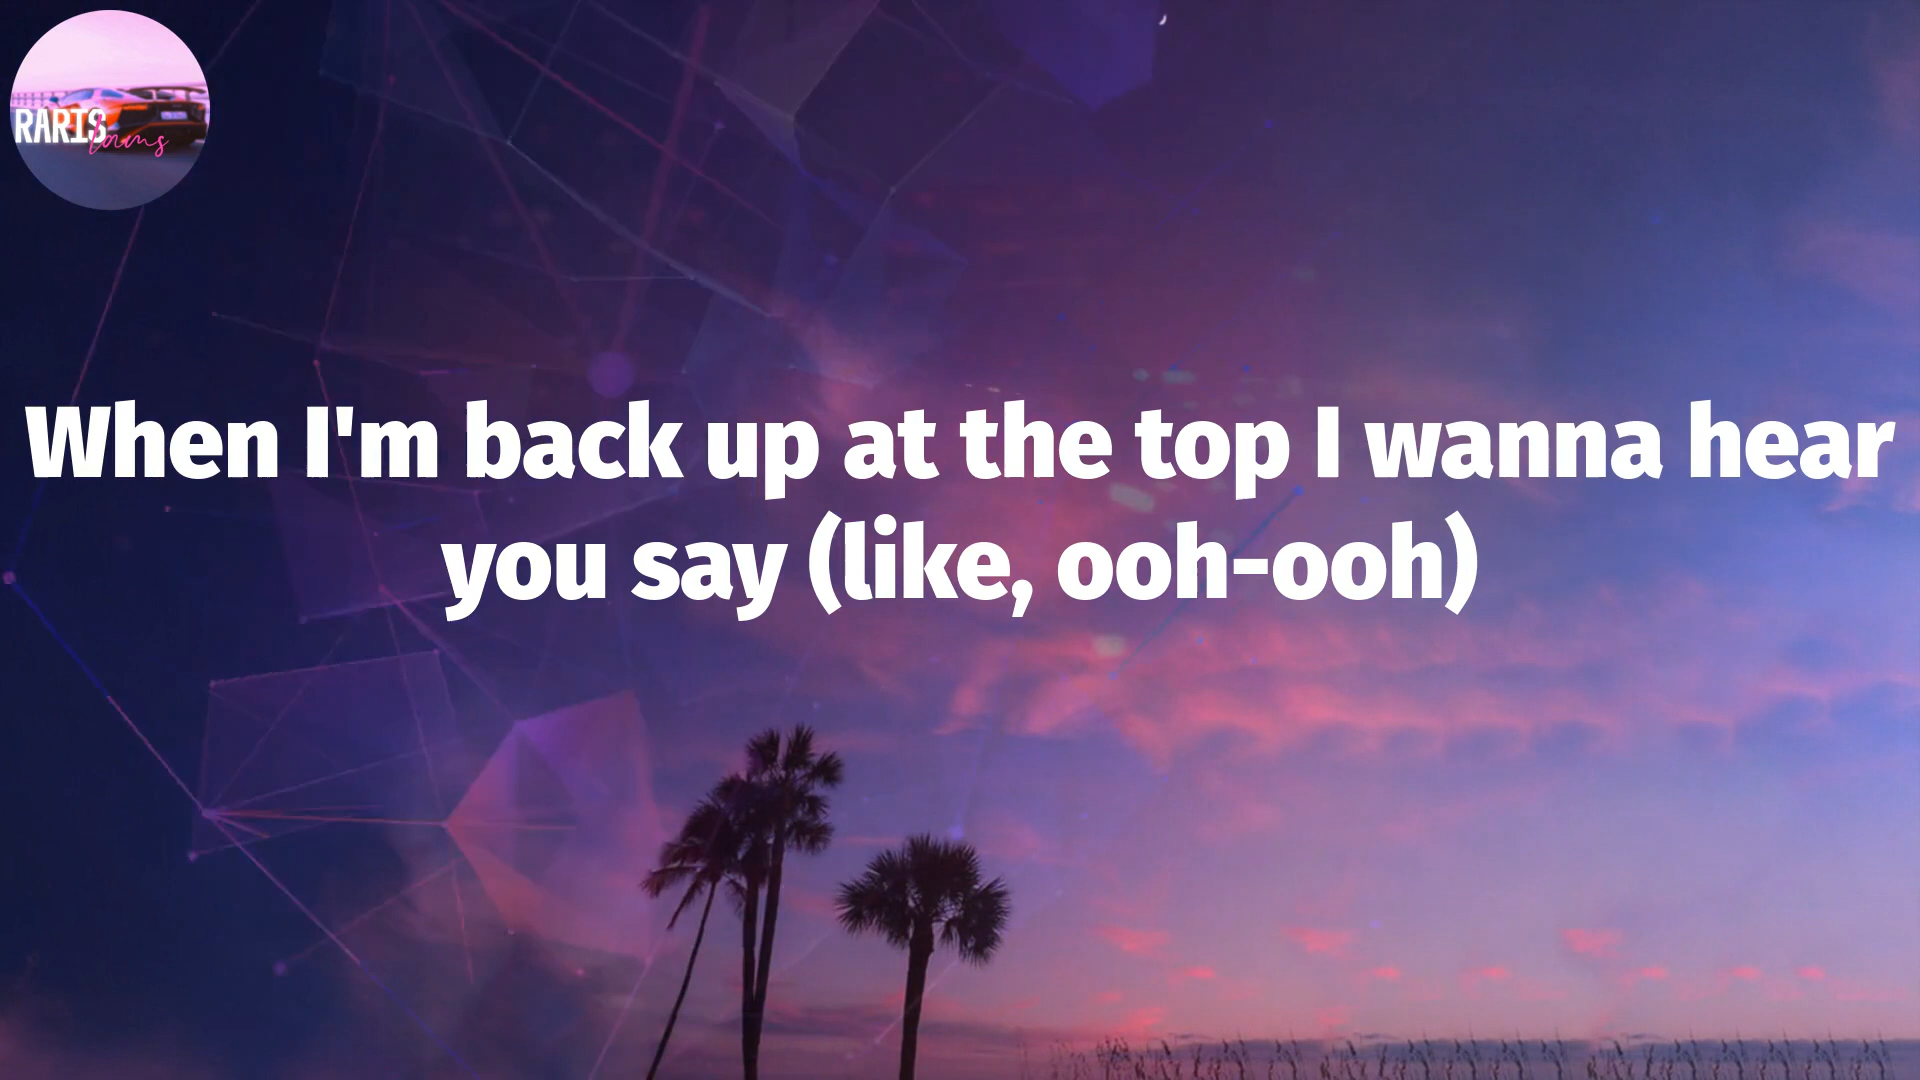 RARIS
When I'm back up at the top I wanna hear
you say (like, ooh-ooh)